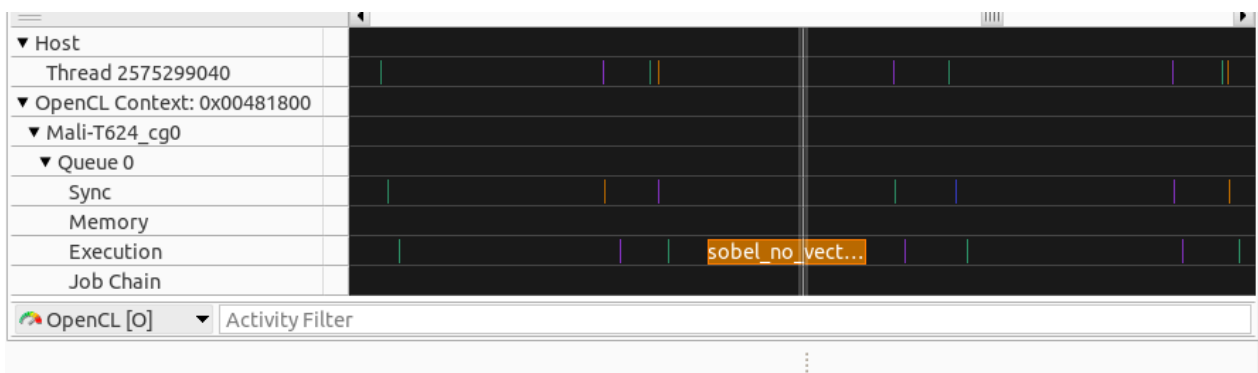 Host
Thread 2575299040
OpenCL Context: 0x00481800
Mali-T624_cg0
Queue 0
Sync
Memory
Execution
sobel_no_vect...
Job Chain
OpenCL [O]
Activity Filter